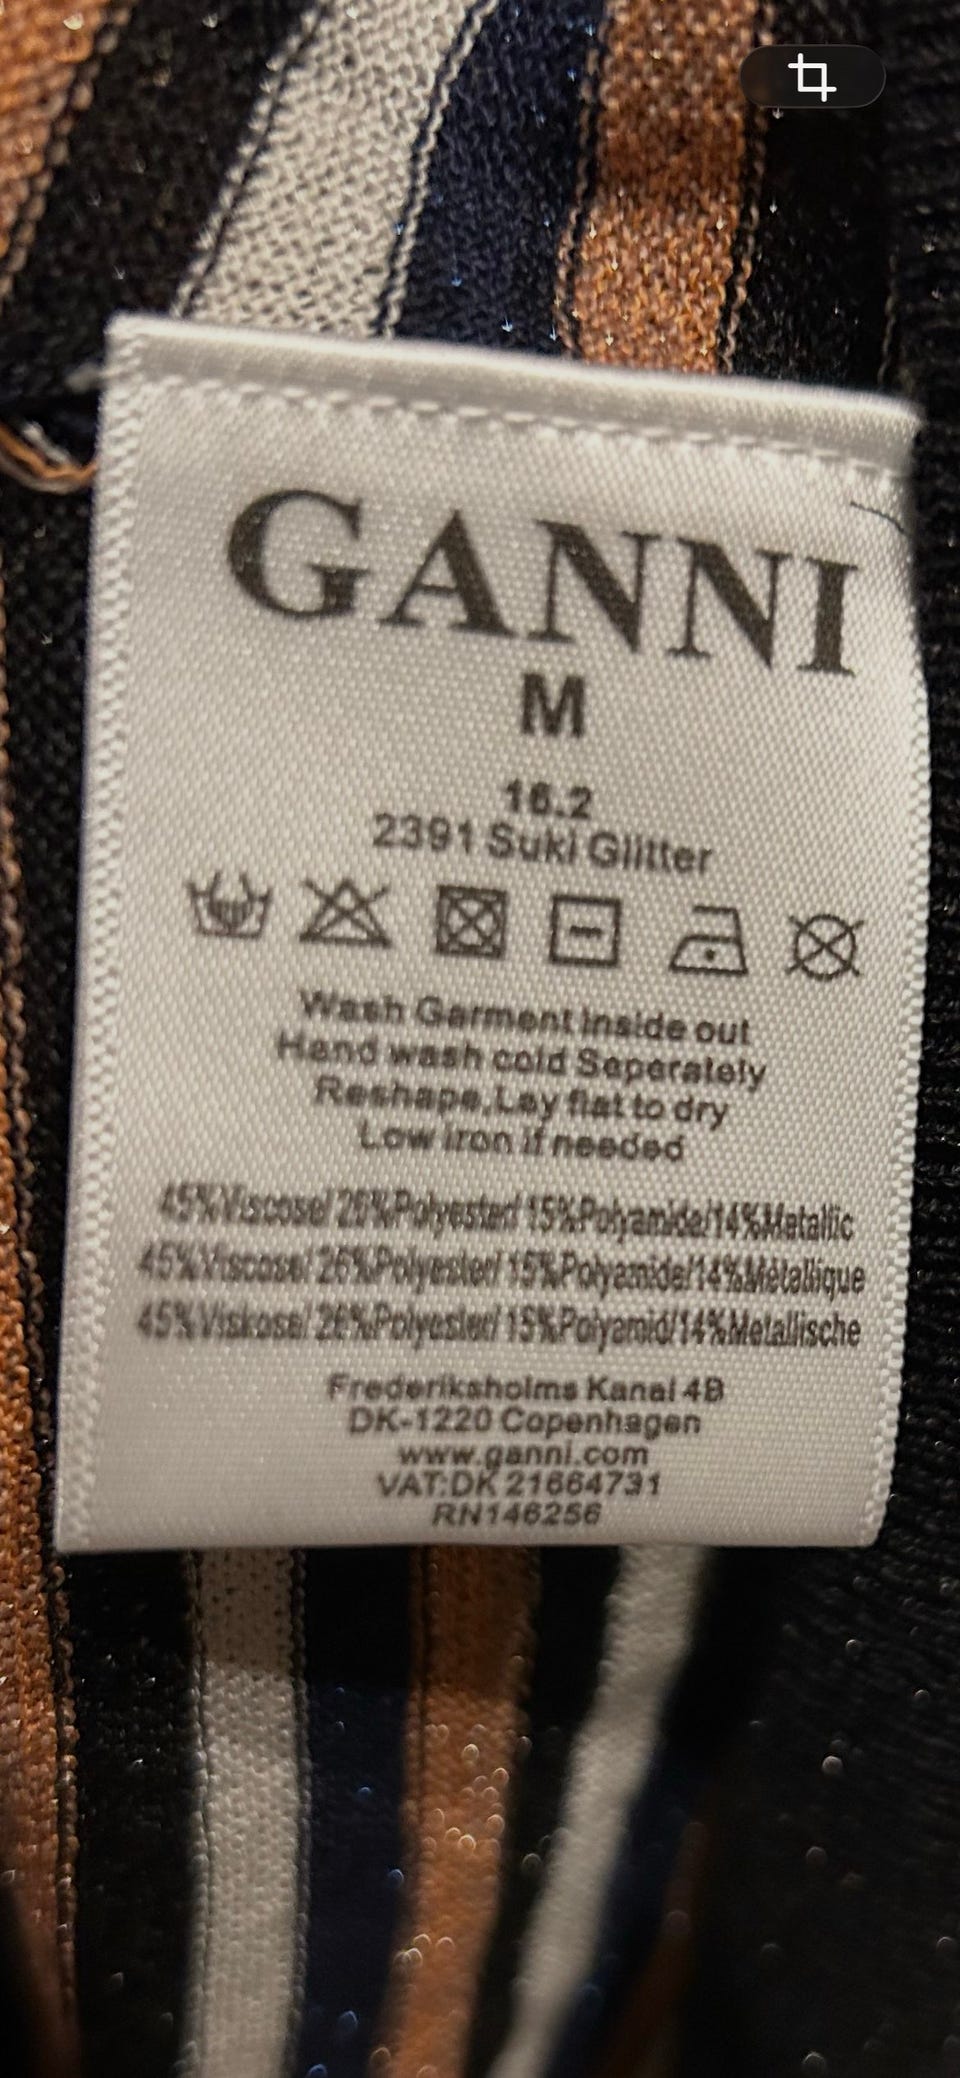 GANNI
M
16.2
2391 Suki Glitter
Wash Garment inside out
Hand wash cold Seperately
Reshape,Lay flat to dry
Low iron if needed
45%Viscose/ 26%Polyester/ 15%Polyamide/14%Metallic
45%Viscose/ 26%Polyester/ 15%Polyamide/14%Métallique
45%Viskose/ 26%Polyester/ 15%Polyamid/14%Metallische
Frederiksholms Kanal 4B
DK-1220 Copenhagen
www.ganni.com
VAT:DK 21664731
RN146256